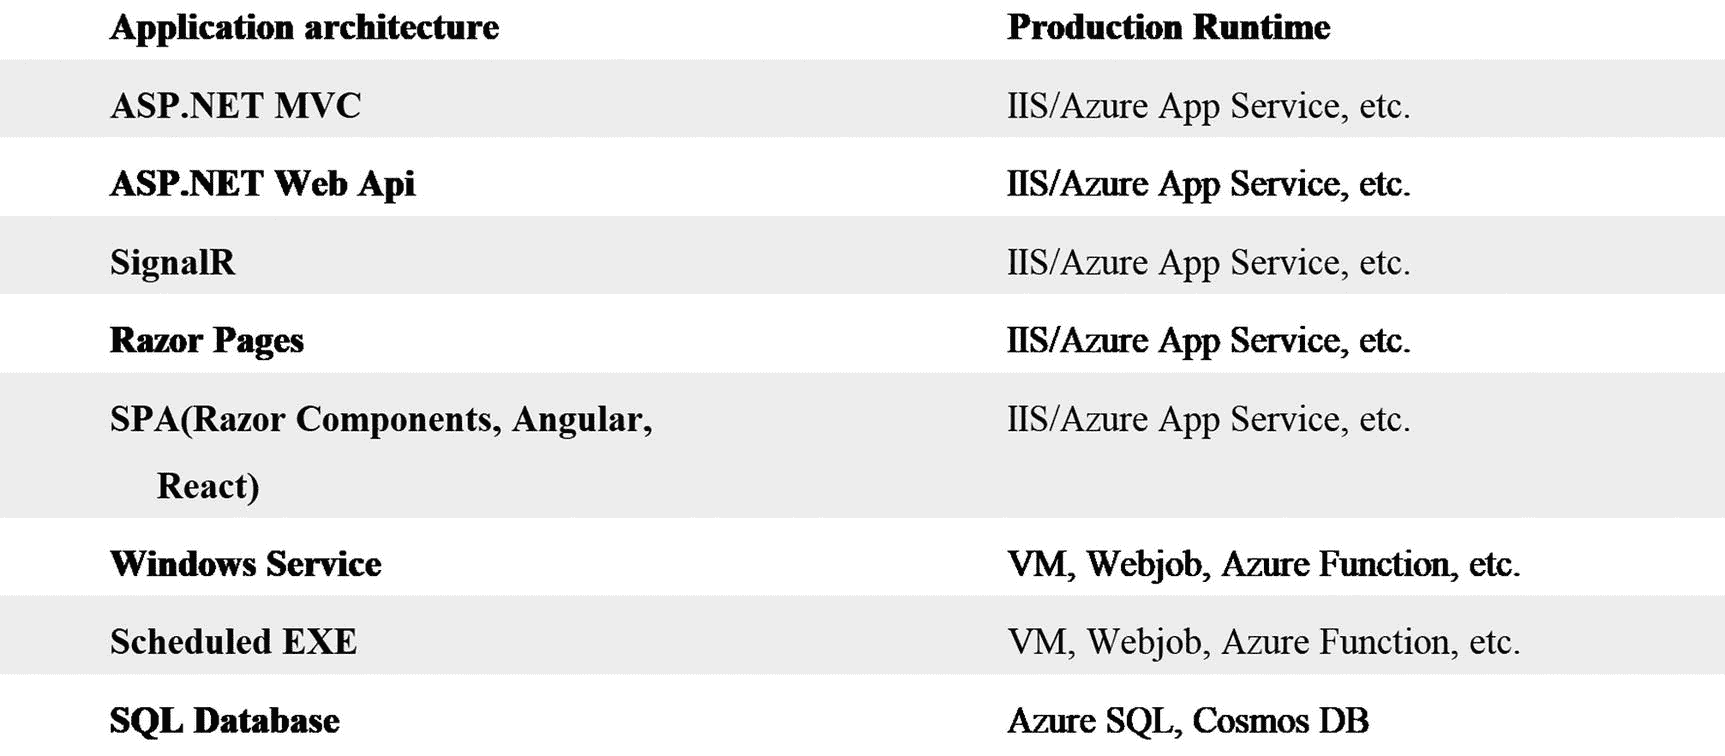 Application architecture Production Runtime
ASP.NET MVC IIS/Azure App Service, etc.
ASP.NET Web Api IIS/Azure App Service, etc.
SignalR IIS/Azure App Service, etc.
Razor Pages IIS/Azure App Service, etc.
SPA(Razor Components, Angular, IIS/Azure App Service, etc.
React)
Windows Service VM, Webjob, Azure Function, etc.
Scheduled EXE VM, Webjob, Azure Function, etc.
SQL Database Azure SQL, Cosmos DB